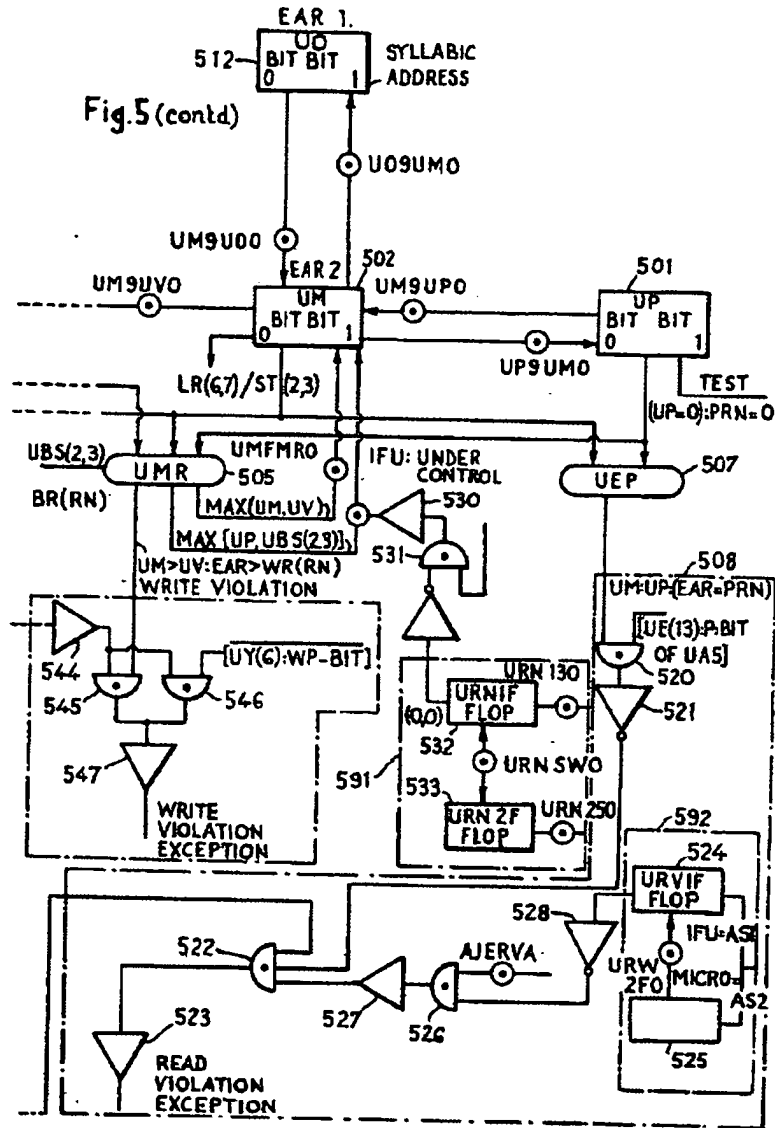 EAR 1.
UO
512
BIT BIT
0 1
SYLLABIC
ADDRESS
Fig.5 (contd)
UO9UMO
UM9UOO
EAR 2
502
UM9UVO
UM
BIT BIT
0 1
UM9UPO
501
UP
BIT BIT
0 1
UP9UMO
LR(6,7)/ST{2,3)
TEST
(UP=0):PRN=0
UBS(2,3)
UMR
505
UMFMRO
IFU: UNDER
CONTROL
UEP
507
BR(RN)
MAX(UM,UV)
530
MAX [UP,UBS(2,3)]
531
UM>UV:EAR>WR(RN)
WRITE VIOLATION
508
UM:UP:(EAR=PRN)
544
[UY(6):WP-BIT]
[UE(13):P:BIT
OF UAS]
520
545
546
URN 130
521
(0,0)
URNIF
FLOP
532
547
591
URN SWO
533
URN 2F
FLOP
URN250
WRITE
VIOLATION
EXCEPTION
592
524
URVIF
FLOP
528
522
AJERVA
IFU=AS1
URW
2FO
MICRO=
AS2
527
526
523
525
READ
VIOLATION
EXCEPTION